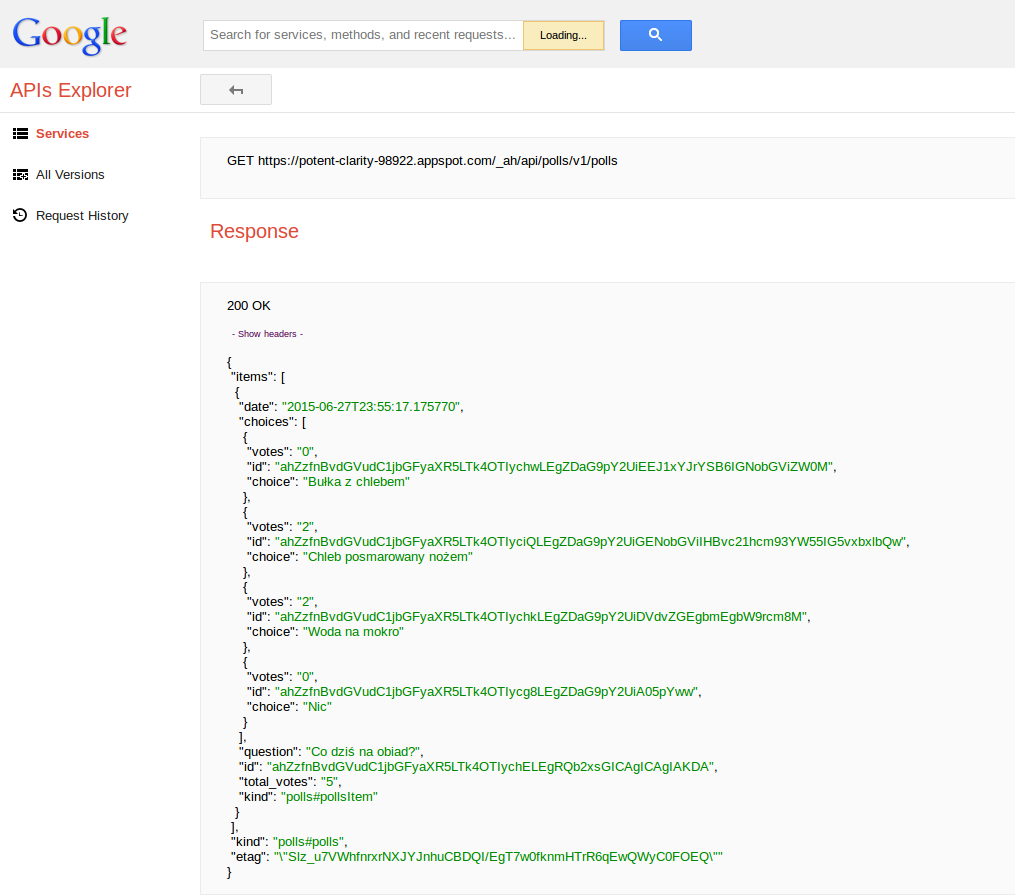 Google
Search for services, methods, and recent requests...
Loading...
APIs Explorer
Services
All Versions
Request History
GET https://potent-clarity-98922.appspot.com/_ah/api/polls/v1/polls
Response
200 OK
- Show headers -
{
"items": [
{
"date": "2015-06-27T23:55:17.175770",
"choices": [
{
"votes": "0",
"id": "ahZzfnBvdGVudC1jbGFyaXR5LTk4OTIychwLEgZDaG9pY2UiEEJ1xYJrYSB6IGNobGViZW0M",
"choice": "Bułka z chlebem"
},
{
"votes": "2",
"id": "ahZzfnBvdGVudC1jbGFyaXR5LTk4OTIyciQLEgZDaG9pY2UiGENobGViIHBvc21hcm93YW55IG5vxbxlbQw",
"choice": "Chleb posmarowany nożem"
},
{
"votes": "2",
"id": "ahZzfnBvdGVudC1jbGFyaXR5LTk4OTIychkLEgZDaG9pY2UiDVdvZGEgbmEgbW9rcm8M",
"choice": "Woda na mokro"
},
{
"votes": "0",
"id": "ahZzfnBvdGVudC1jbGFyaXR5LTk4OTIycg8LEgZDaG9pY2UiA05pYww",
"choice": "Nic"
}
],
"question": "Co dziś na obiad?",
"id": "ahZzfnBvdGVudC1jbGFyaXR5LTk4OTIychELEgRQb2xsGICAgICAgIAKDA",
"total_votes": "5",
"kind": "polls#pollsItem"
}
],
"kind": "polls#polls",
"etag": "\"Slz_u7VWhfnrxrNXJYJnhuCBDQI/EgT7w0fknmHTrR6qEwQWyC0FOEQ\""
}